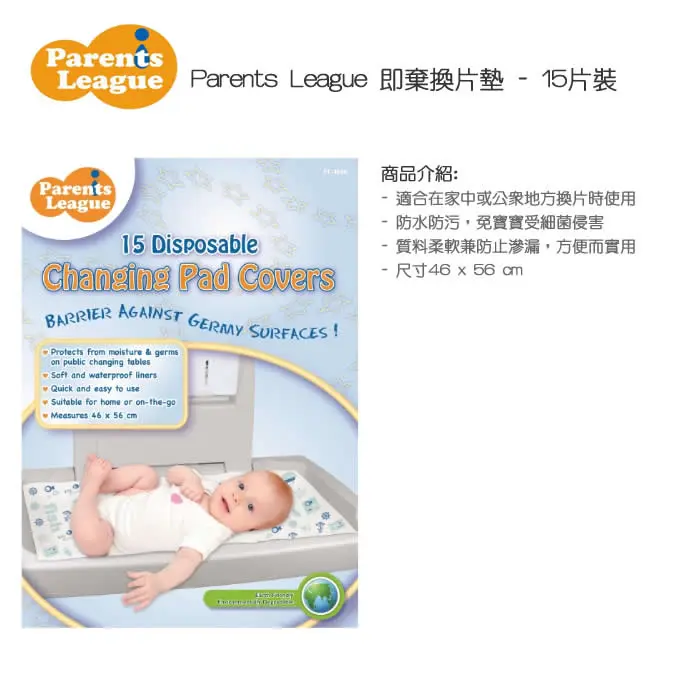 Parents
League
Parents League 即棄換片墊 - 15片裝
Parents
League
15 Disposable
Changing Pad Covers
BARRIER AGAINST GERMY SURFACES !
Protects from moisture & germs
on public changing tables
Soft and waterproof liners
Quick and easy to use
Suitable for home or on-the-go
Measures 46 x 56 cm
Earth Friendly
商品介紹:
- 適合在家中或公眾地方換片時使用
- 防水防污，免寶寶受細菌侵害
- 質料柔軟兼防止滲漏，方便而實用
- 尺寸46 x 56 cm